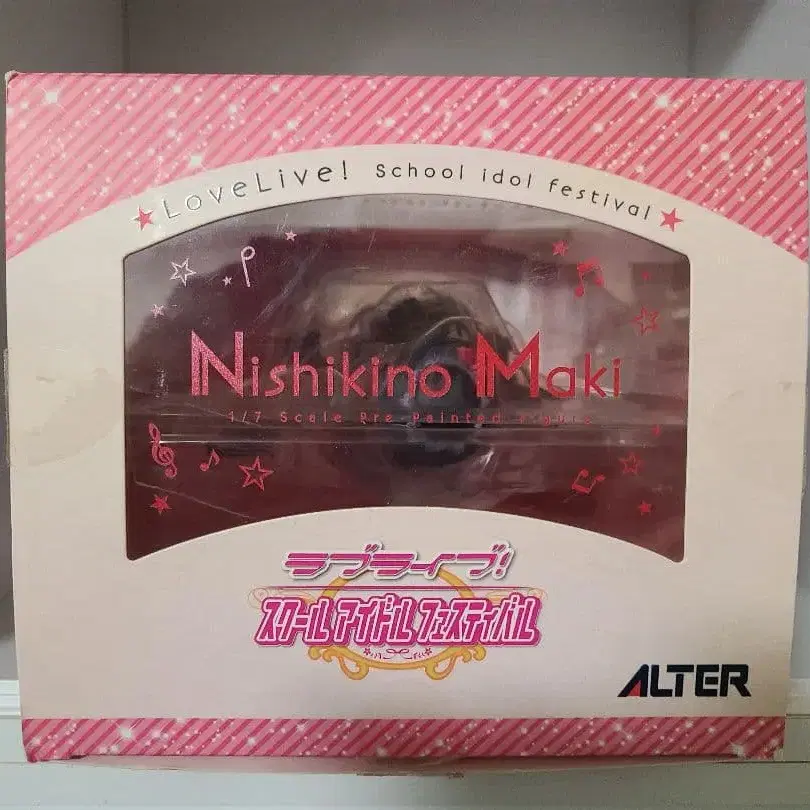 LoveLive! School idol festival
Nishikino Maki
1/7 Scale Pre Painted Figure
ラブライブ!
スクールアイドルフェスティバル
ALTER